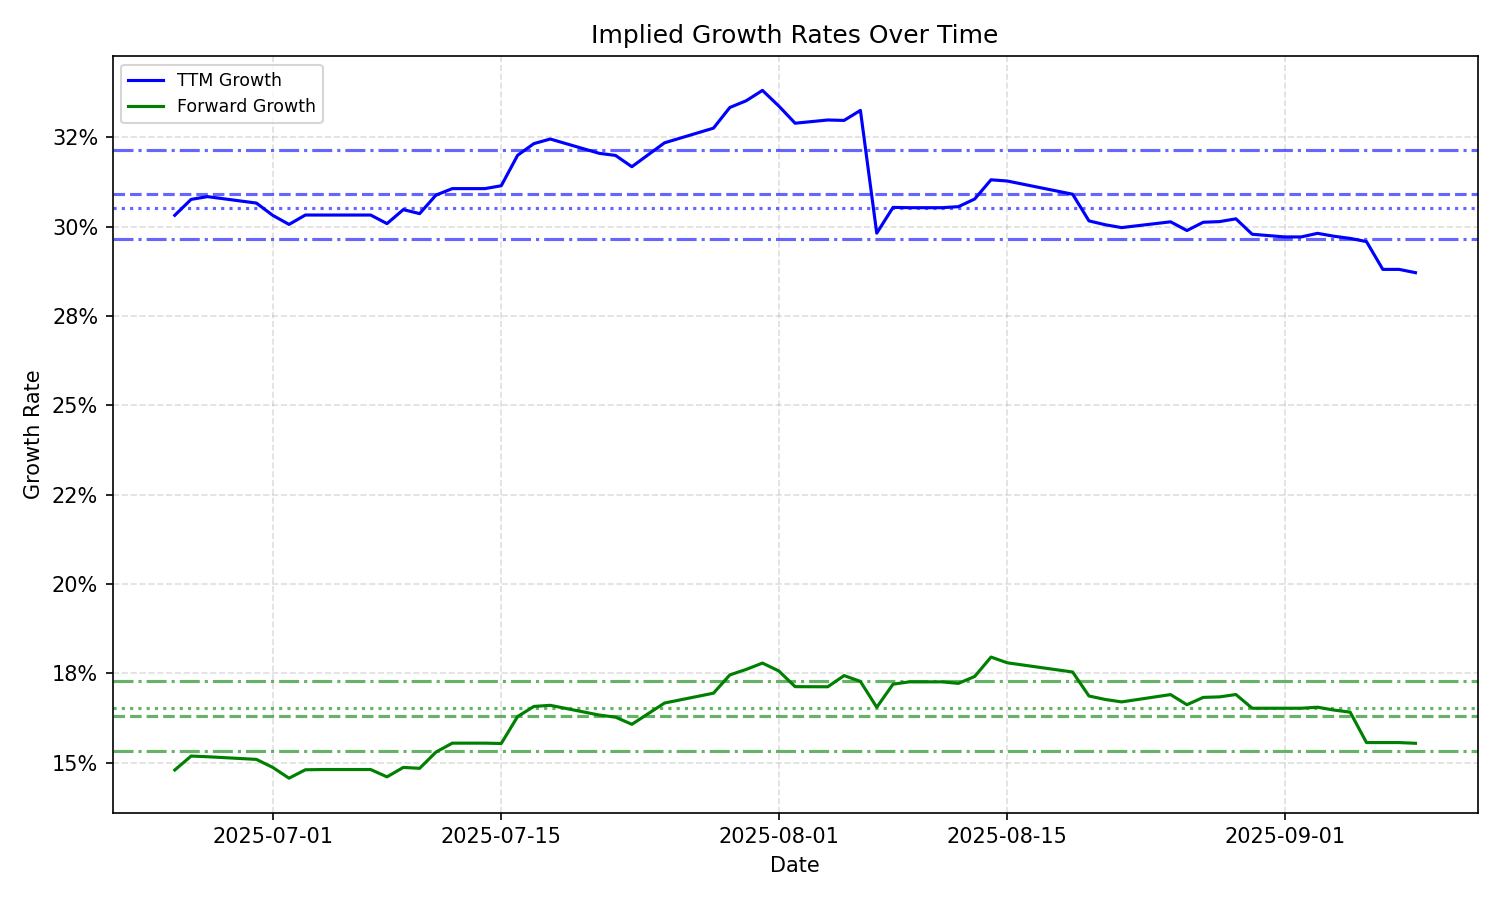 Implied Growth Rates Over Time
TTM Growth
Forward Growth
32%
30%
28%
25%
22%
20%
18%
15%
Growth Rate
2025-07-01
2025-07-15
2025-08-01
2025-08-15
2025-09-01
Date